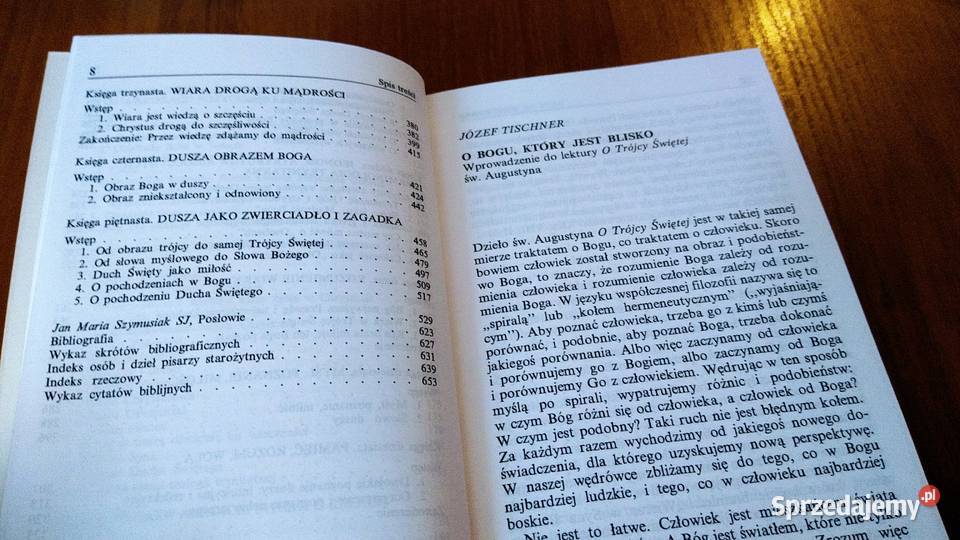 8
Spis treści
Księga trzynasta. WIARA DROGĄ KU MĄDROŚCI
Wstęp . . . 380
1. Wiara jest wiedzą o szczęściu . . . 382
2. Chrystus drogą do szczęśliwości . . . 399
Zakończenie: Przez wiedzę zdążamy do mądrości . . . 415
Księga czternasta. DUSZA OBRAZEM BOGA
Wstęp . . . 421
1. Obraz Boga w duszy . . . 424
2. Obraz zniekształcony i odnowiony . . . 442
Księga piętnasta. DUSZA JAKO ZWIERCIADŁO I ZAGADKA
Wstęp . . . 458
1. Od obrazu trójcy do samej Trójcy Świętej . . . 465
2. Od słowa myślowego do Słowa Bożego . . . 479
3. Duch Święty jako miłość . . . 497
4. O pochodzeniach w Bogu . . . 509
5. O pochodzeniu Ducha Świętego . . . 517
Jan Maria Szymusiak SJ, Posłowie . . . 529
Bibliografia . . . 623
Wykaz skrótów bibliograficznych . . . 627
Indeks osób i dzieł pisarzy starożytnych . . . 631
Indeks rzeczowy . . . 639
Wykaz cytatów biblijnych . . . 653
JÓZEF TISCHNER
O BOGU, KTÓRY JEST BLISKO
Wprowadzenie do lektury O Trójcy Świętej
św. Augustyna
Dzieło św. Augustyna O Trójcy Świętej jest w takiej samej
mierze traktatem o Bogu, co traktatem o człowieku. Skoro
bowiem człowiek został stworzony na obraz i podobieńst-
wo Boga, to znaczy, że rozumienie Boga zależy od rozu-
mienia człowieka i rozumienie człowieka zależy od rozu-
mienia Boga. W języku współczesnej filozofii nazywa się to
„spiralą” lub „kołem hermeneutycznym” („wyjaśniają-
cym”). Aby poznać człowieka, trzeba go z kimś lub czymś
porównać, i podobnie, aby poznać Boga, trzeba dokonać
jakiegoś porównania. Albo więc zaczynamy od człowieka
i porównujemy go z Bogiem, albo zaczynamy od Boga
i porównujemy Go z człowiekiem. Wędrując w ten sposób
myślą po spirali, wypatrujemy różnic i podobieństw:
w czym Bóg różni się od człowieka, a człowiek od Boga?
W czym jest podobny? Taki ruch nie jest błędnym kołem.
Za każdym razem wychodzimy od jakiegoś nowego do-
świadczenia, dla którego uzyskujemy nową perspektywę.
W naszej wędrówce zbliżamy się do tego, co w Bogu
najbardziej ludzkie, i tego, co w człowieku najbardziej
boskie.
Nie jest to łatwe. Człowiek jest świata
A Bóg jest światłem, które nie tylko
Zrozum więc
Sprzedajemy.pl